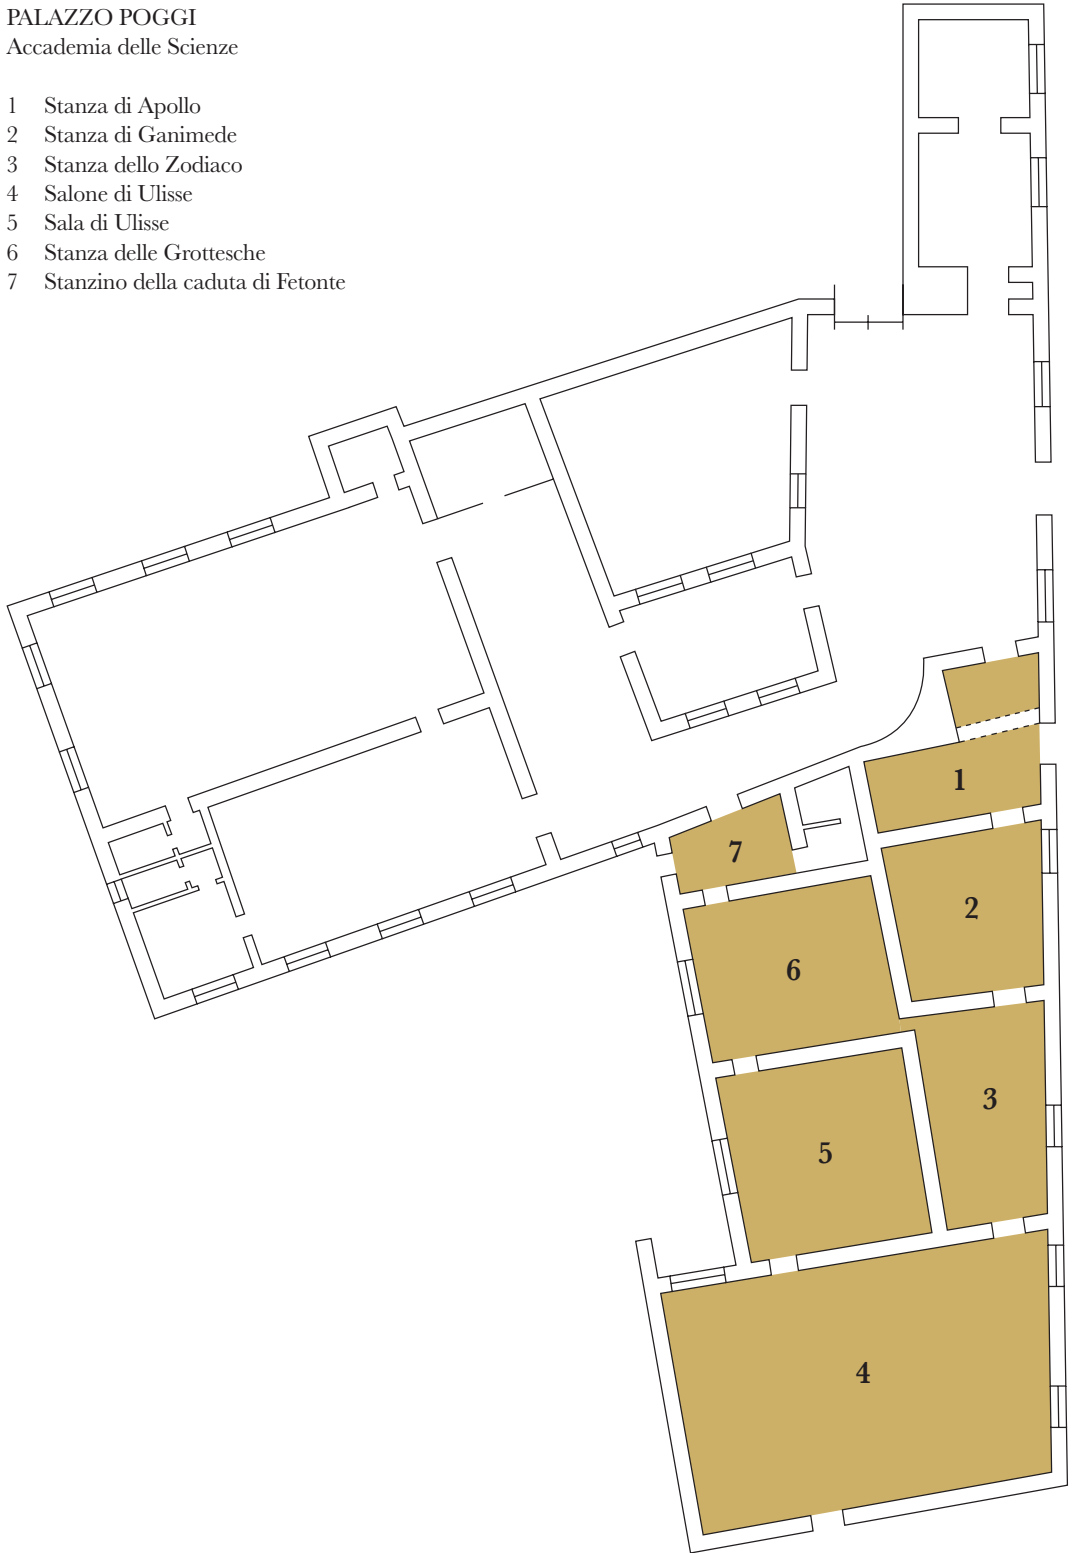 PALAZZO POGGI
Accademia delle Scienze
1 Stanza di Apollo
2 Stanza di Ganimede
3 Stanza dello Zodiaco
4 Salone di Ulisse
5 Sala di Ulisse
6 Stanza delle Grottesche
7 Stanzino della caduta di Fetonte
1
7
2
6
3
5
4